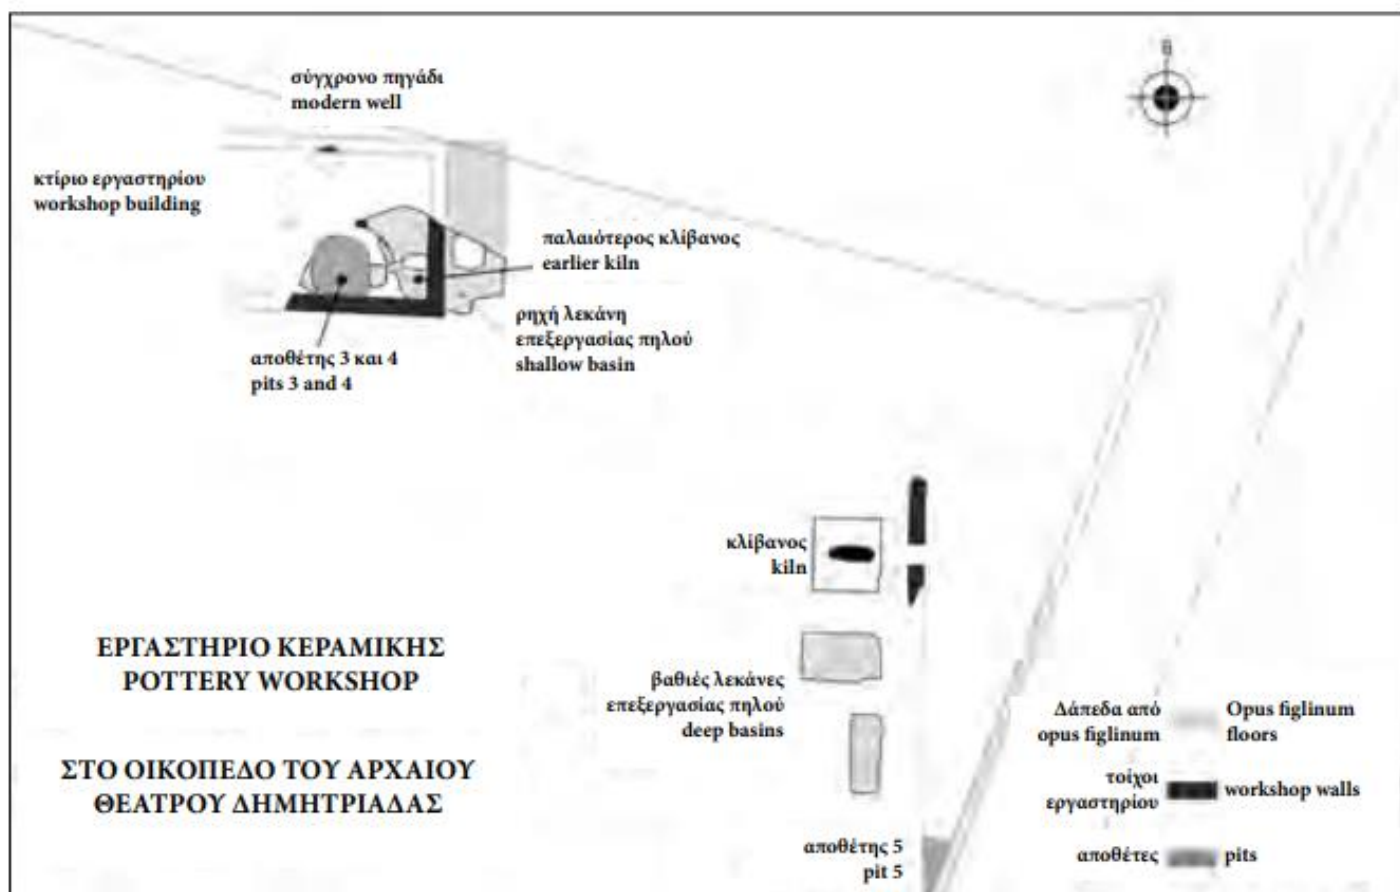 Β
σύγχρονο πηγάδι
modern well
κτίριο εργαστηρίου
workshop building
παλαιότερος κλίβανος
earlier kiln
ρηχή λεκάνη
επεξεργασίας πηλού
shallow basin
αποθέτης 3 και 4
pits 3 and 4
κλίβανος
kiln
βαθιές λεκάνες
επεξεργασίας πηλού
deep basins
αποθέτης 5
pit 5
ΕΡΓΑΣΤΗΡΙΟ ΚΕΡΑΜΙΚΗΣ
POTTERY WORKSHOP
ΣΤΟ ΟΙΚΟΠΕΔΟ ΤΟΥ ΑΡΧΑΙΟΥ
ΘΕΑΤΡΟΥ ΔΗΜΗΤΡΙΑΔΑΣ
Δάπεδα από
opus figlinum
Opus figlinum
floors
τοίχοι
εργαστηρίου
workshop walls
αποθέτες
pits